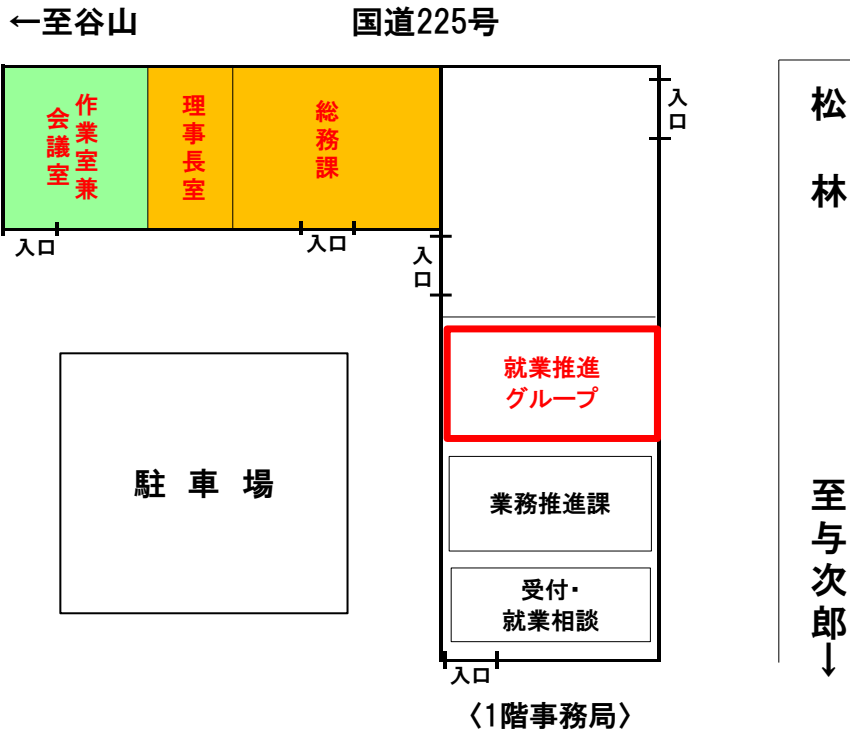 ←至谷山
国道225号
作業室兼
会議室
理事長室
総務課
入口
松林
入口
入口
入口
就業推進
グループ
駐車場
業務推進課
受付・
就業相談
至与次郎→
入口
〈1階事務局〉